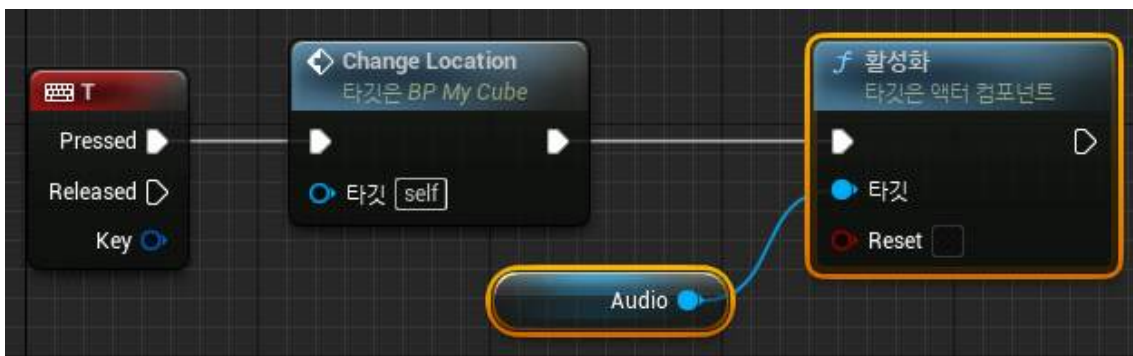 T
Pressed
Released
Key
Change Location
타깃은 BP My Cube
타깃 self
Audio
활성화
타깃은 액터 컴포넌트
타깃
Reset